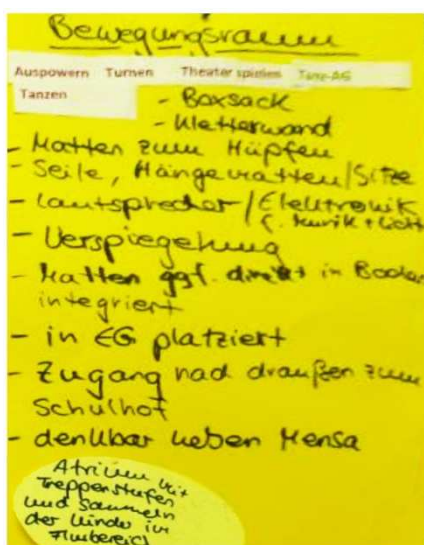 Bewegungsraum
Auspowern Turnen Theater spielen Tanz-AG
Tanzen
- Boxsack
- Kletterwand
- Matten zum Hüpfen
- Seile, Hängematten/Sitze
- Lautsprecher/Elektronik
f. Musik + Licht
- Verspiegelung
- Matten ggf. direkt in Boden
integriert
- in EG platziert
- Zugang nach draußen zum
Schulhof
- denkbar neben Mensa
Atrium mit
Treppenstufen
und Sammeln
der Kinder im
Flurbereich